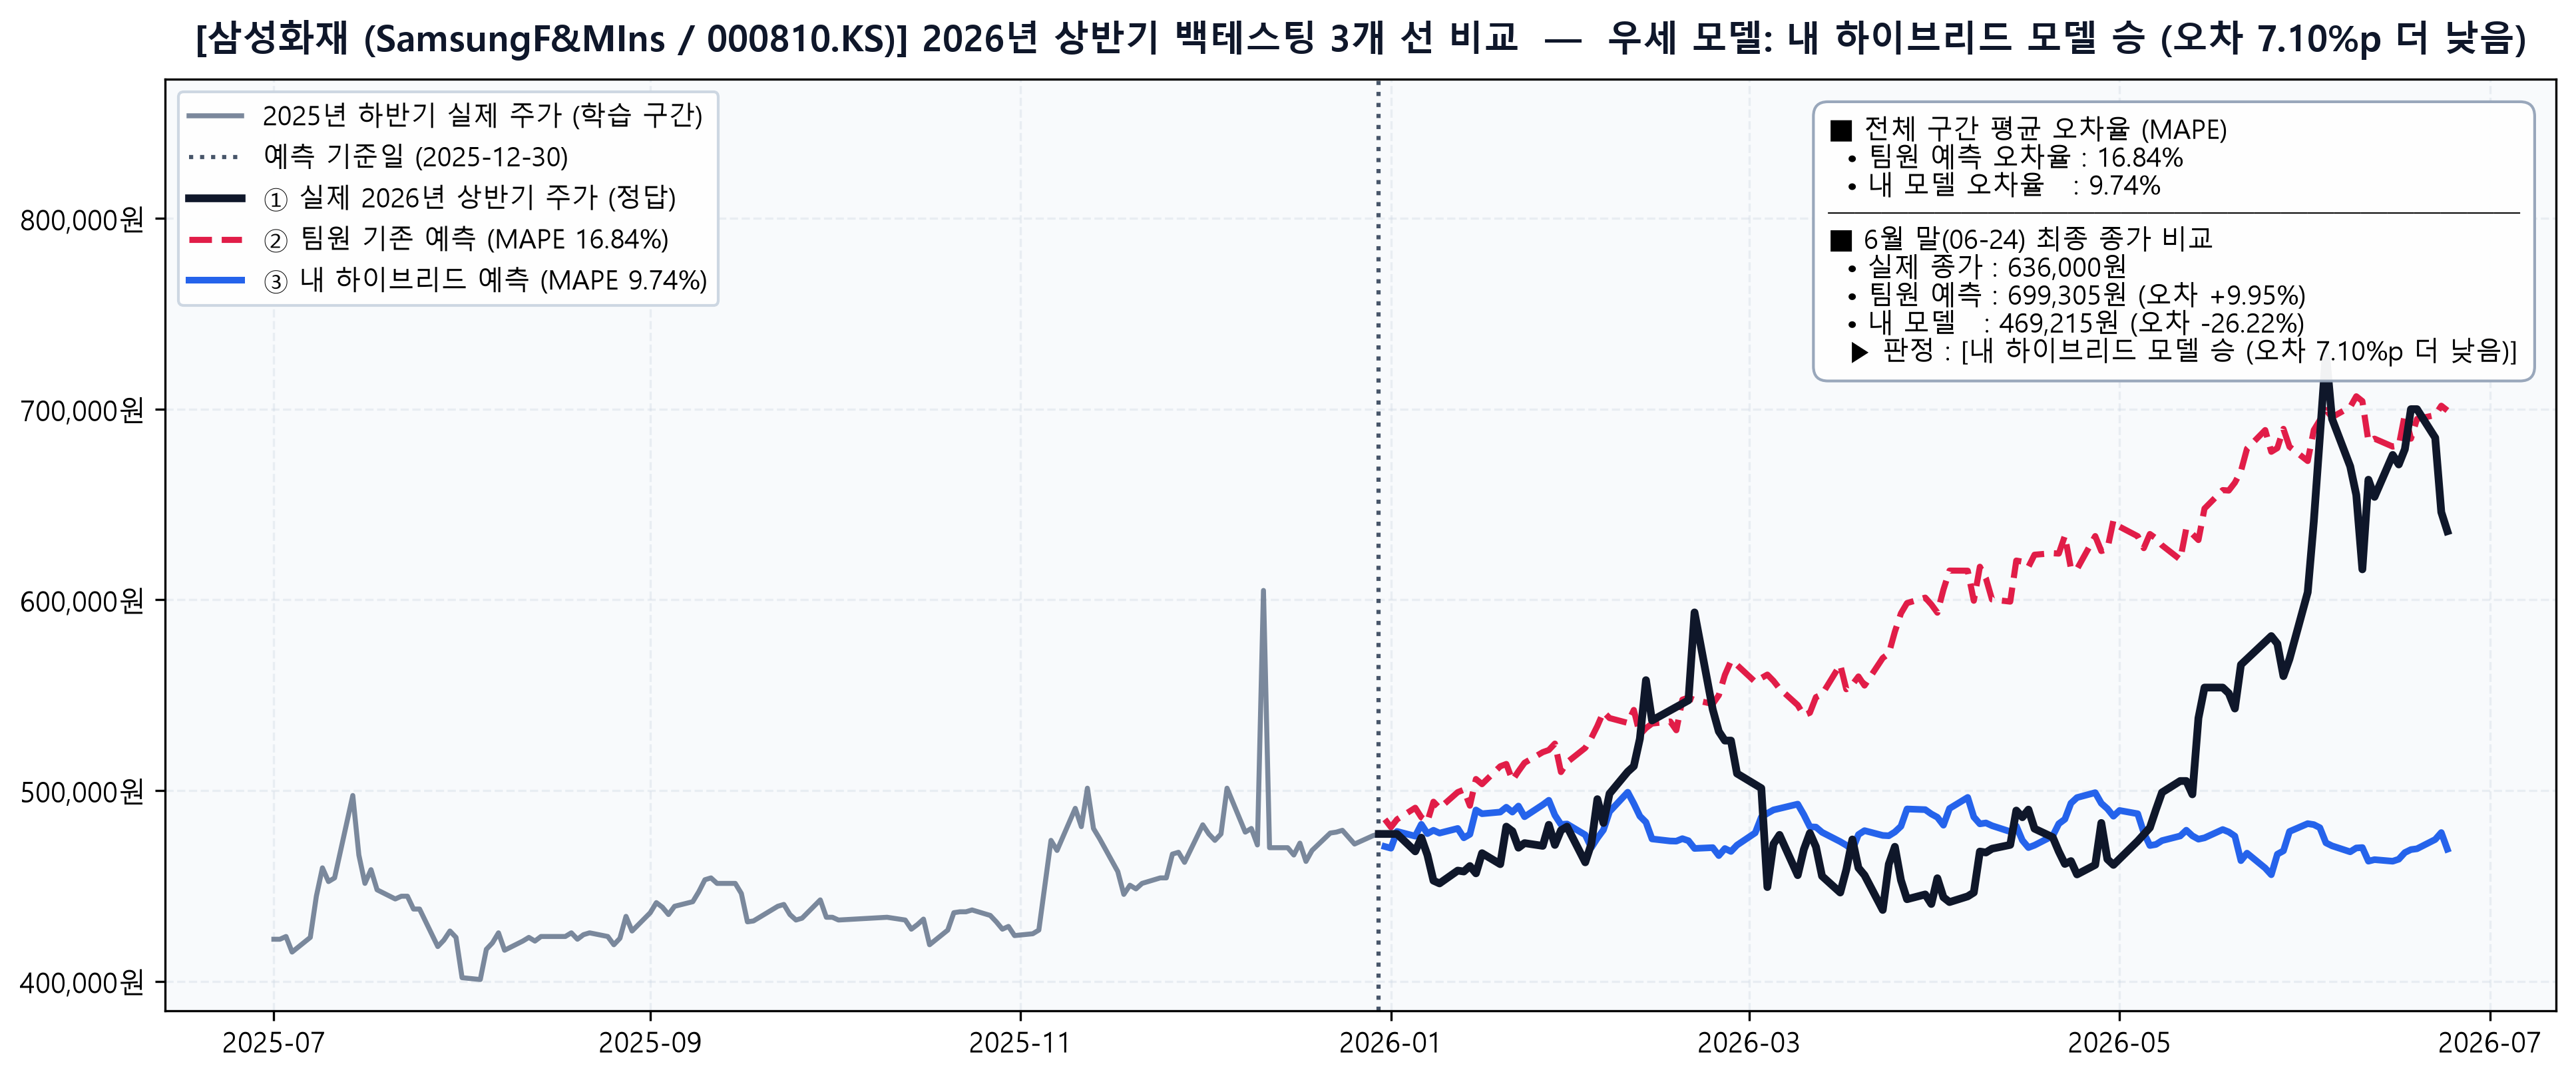 [삼성화재 (SamsungF&MIns / 000810.KS)] 2026년 상반기 백테스팅 3개 선 비교 — 우세 모델: 내 하이브리드 모델 승 (오차 7.10%p 더 낮음)
2025년 하반기 실제 주가 (학습 구간)
예측 기준일 (2025-12-30)
① 실제 2026년 상반기 주가 (정답)
② 팀원 기존 예측 (MAPE 16.84%)
③ 내 하이브리드 예측 (MAPE 9.74%)
■ 전체 구간 평균 오차율 (MAPE)
• 팀원 예측 오차율 : 16.84%
• 내 모델 오차율 : 9.74%
■ 6월 말(06-24) 최종 종가 비교
• 실제 종가 : 636,000원
• 팀원 예측 : 699,305원 (오차 +9.95%)
• 내 모델 : 469,215원 (오차 -26.22%)
▶ 판정 : [내 하이브리드 모델 승 (오차 7.10%p 더 낮음)]
800,000원
700,000원
600,000원
500,000원
400,000원
2025-07
2025-09
2025-11
2026-01
2026-03
2026-05
2026-07